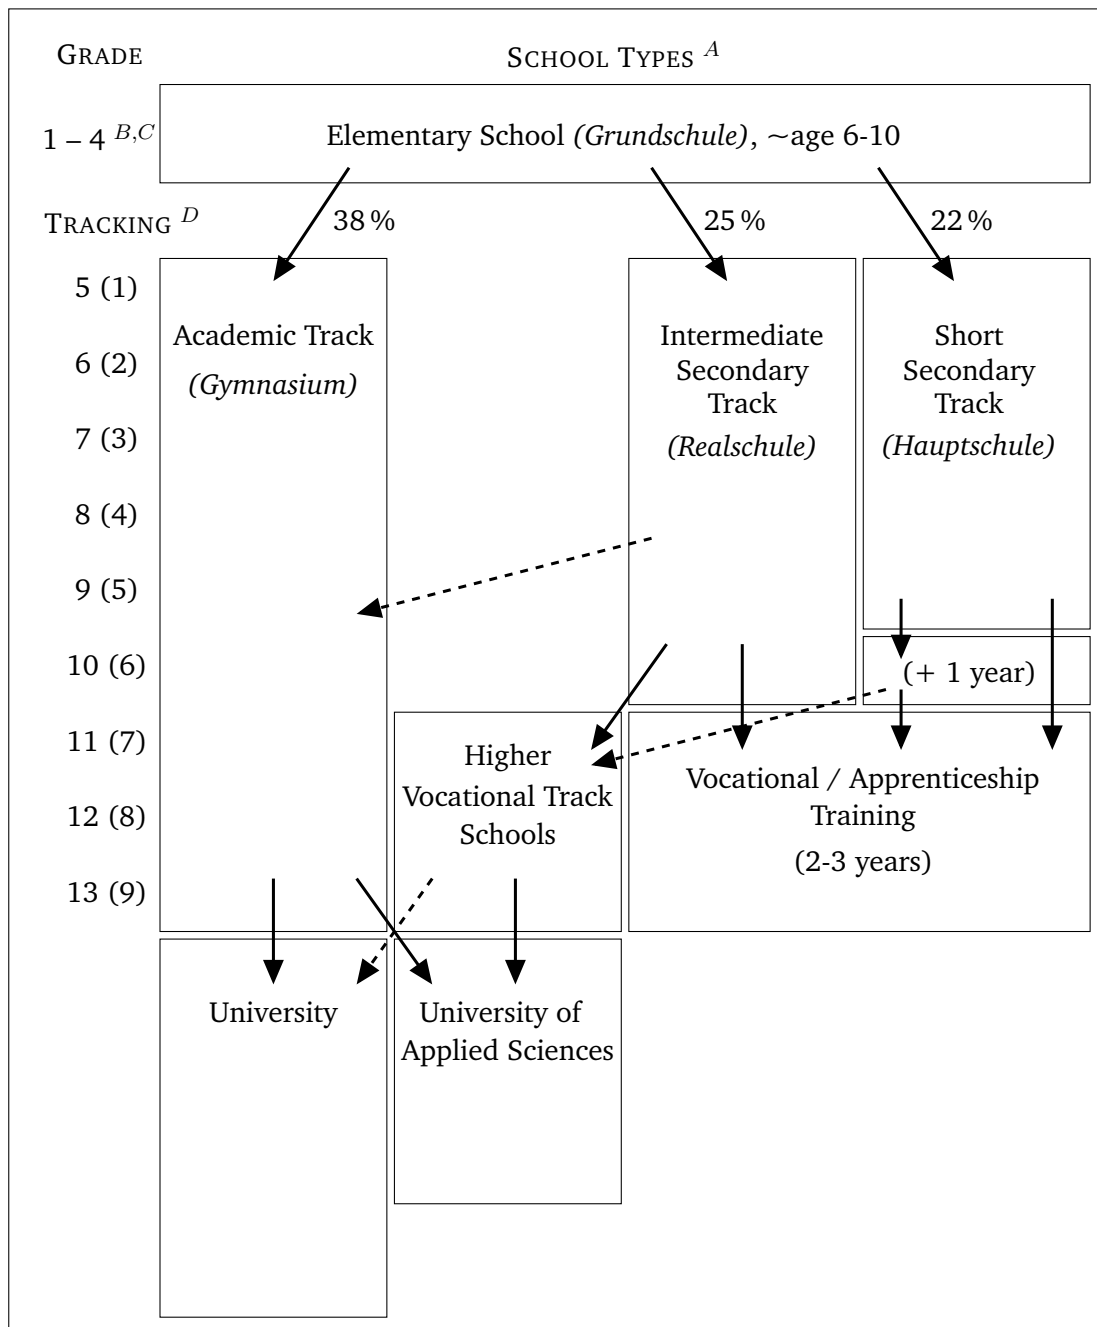 GRADE
SCHOOL TYPES A
1 – 4 B,C
Elementary School (Grundschule), ~age 6-10
TRACKING D
38 %
25 %
22 %
5 (1)
6 (2)
7 (3)
8 (4)
9 (5)
10 (6)
11 (7)
12 (8)
13 (9)
Academic Track
(Gymnasium)
Intermediate
Secondary
Track
(Realschule)
Short
Secondary
Track
(Hauptschule)
(+ 1 year)
Higher
Vocational Track
Schools
Vocational / Apprenticeship
Training
(2-3 years)
University
University of
Applied Sciences